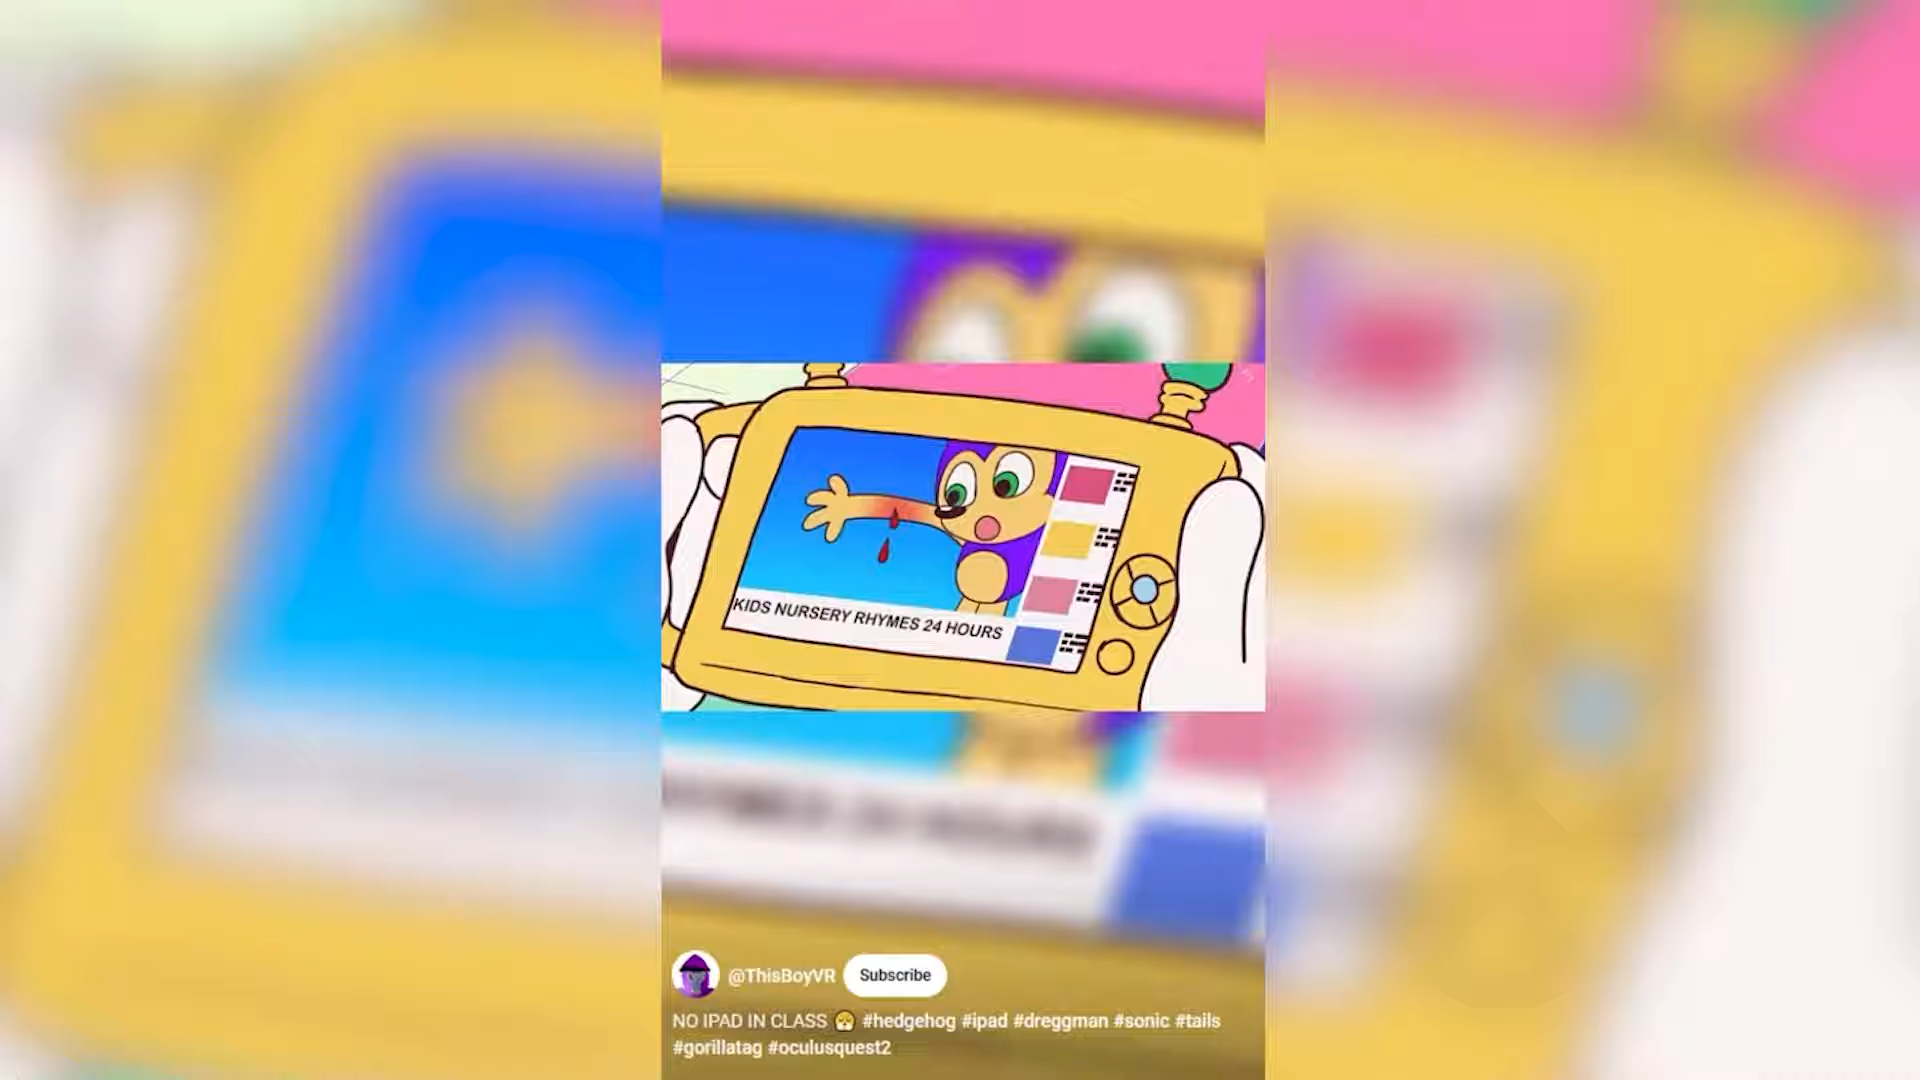 KIDS NURSERY RHYMES 24 HOURS
@ThisBoyVR Subscribe
NO IPAD IN CLASS 😤 #hedgehog #ipad #dreggman #sonic #tails
#gorillatag #oculusquest2